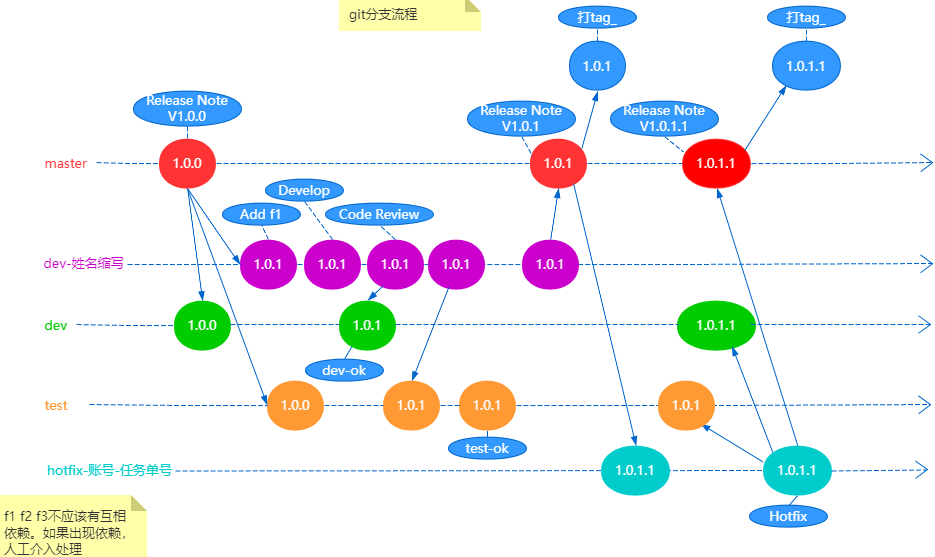 git分支流程
打tag_
打tag_
1.0.1
1.0.1.1
Release Note
V1.0.0
Release Note
V1.0.1
Release Note
V1.0.1.1
master
1.0.0
1.0.1
1.0.1.1
Develop
Add f1
Code Review
dev-姓名缩写
1.0.1
1.0.1
1.0.1
1.0.1
1.0.1
dev
1.0.0
1.0.1
1.0.1.1
dev-ok
test
1.0.0
1.0.1
1.0.1
1.0.1
test-ok
hotfix-账号-任务单号
1.0.1.1
1.0.1.1
Hotfix
f1 f2 f3不应该有互相
依赖。如果出现依赖，
人工介入处理